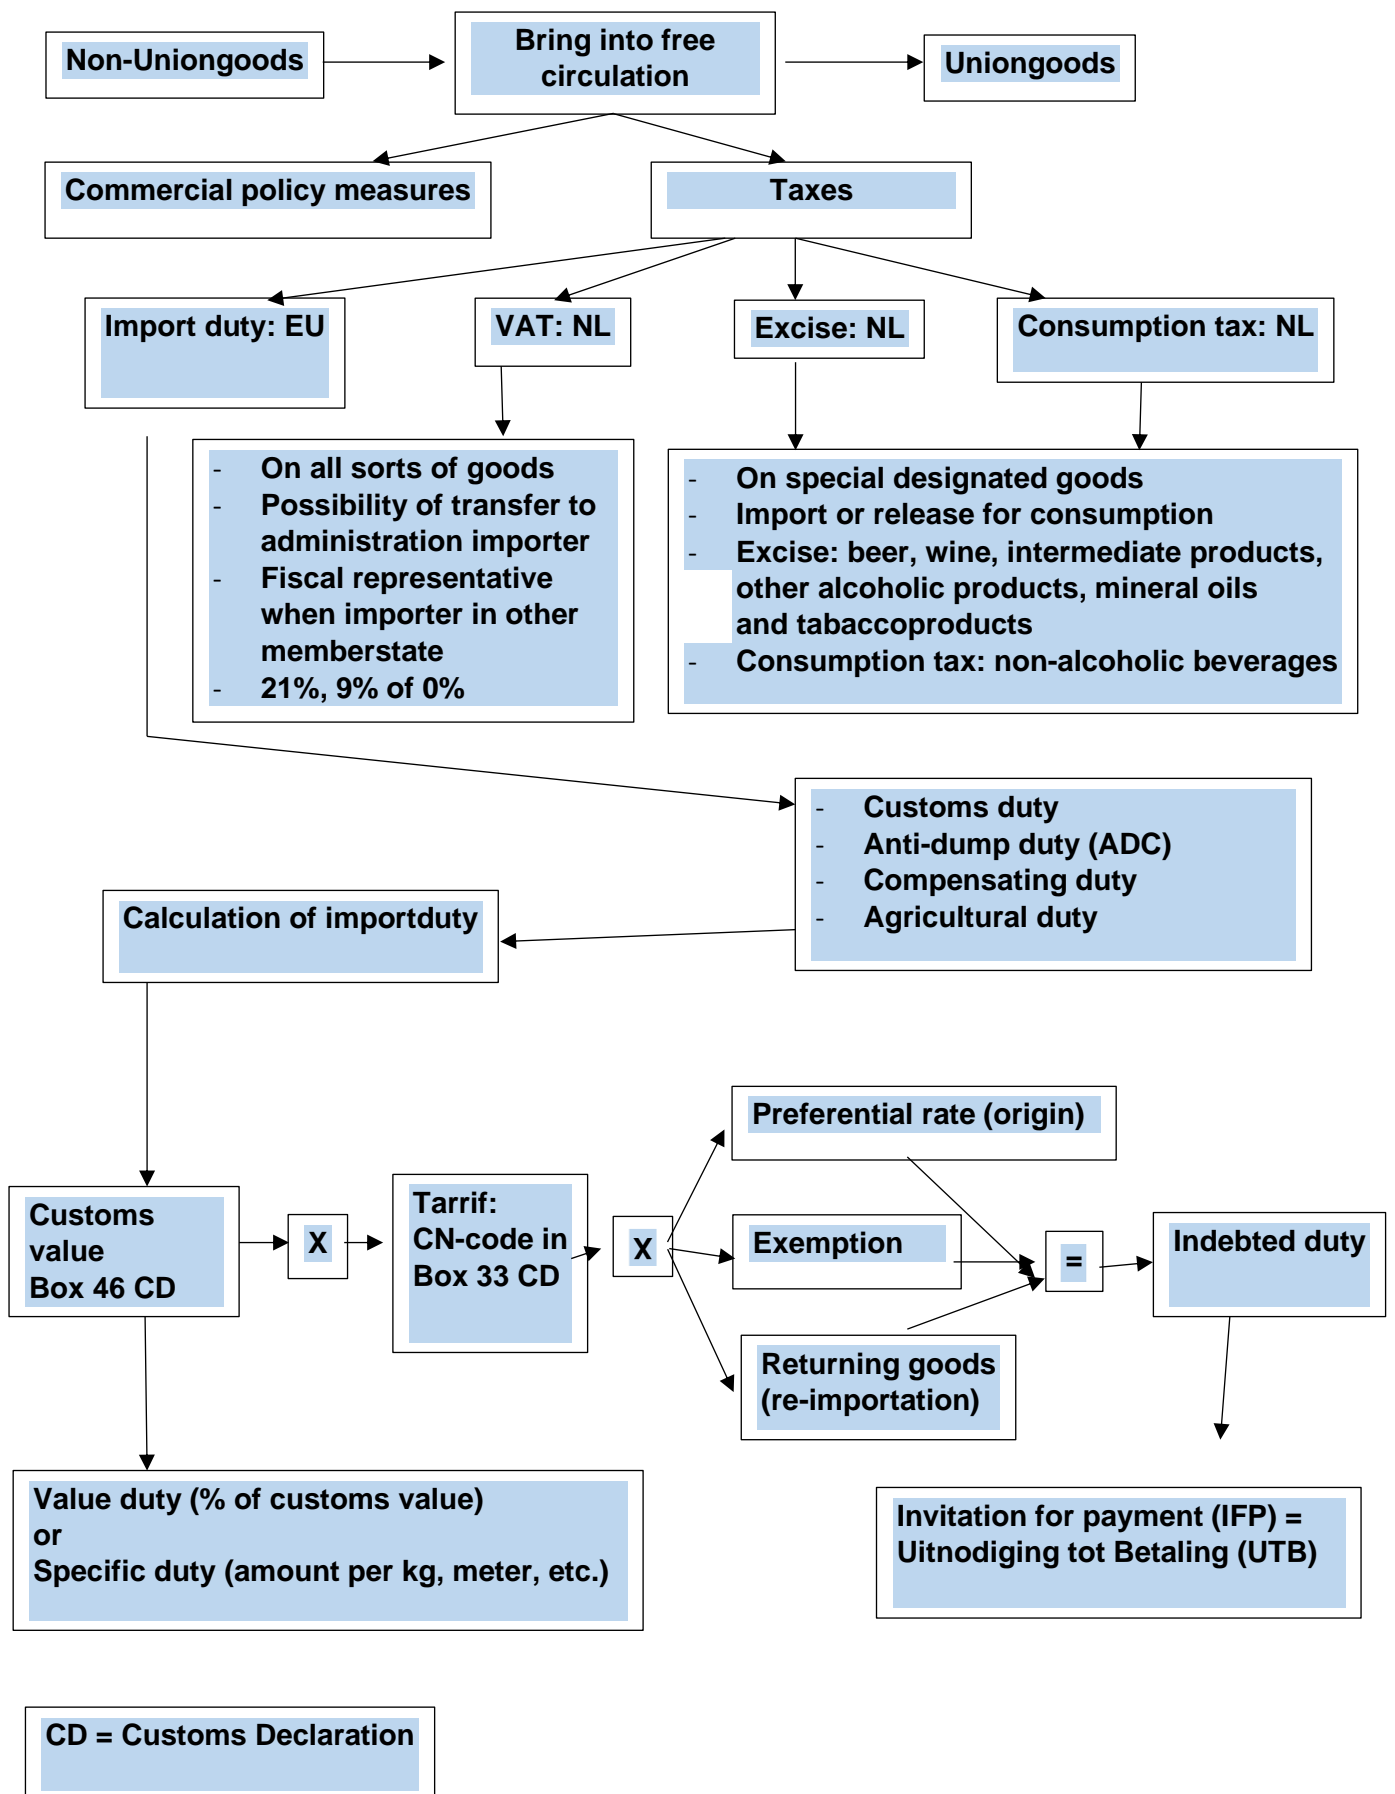 Non-Uniongoods
Bring into free
circulation
Uniongoods
Commercial policy measures
Taxes
Import duty: EU
VAT: NL
Excise: NL
Consumption tax: NL
- On all sorts of goods
- Possibility of transfer to
administration importer
- Fiscal representative
when importer in other
memberstate
- 21%, 9% of 0%
- On special designated goods
- Import or release for consumption
- Excise: beer, wine, intermediate products,
other alcoholic products, mineral oils
and tabaccoproducts
- Consumption tax: non-alcoholic beverages
- Customs duty
- Anti-dump duty (ADC)
- Compensating duty
- Agricultural duty
Calculation of importduty
Customs
value
Box 46 CD
X
Tarrif:
CN-code in
Box 33 CD
X
Preferential rate (origin)
Exemption
Returning goods
(re-importation)
=
Indebted duty
Value duty (% of customs value)
or
Specific duty (amount per kg, meter, etc.)
Invitation for payment (IFP) =
Uitnodiging tot Betaling (UTB)
CD = Customs Declaration